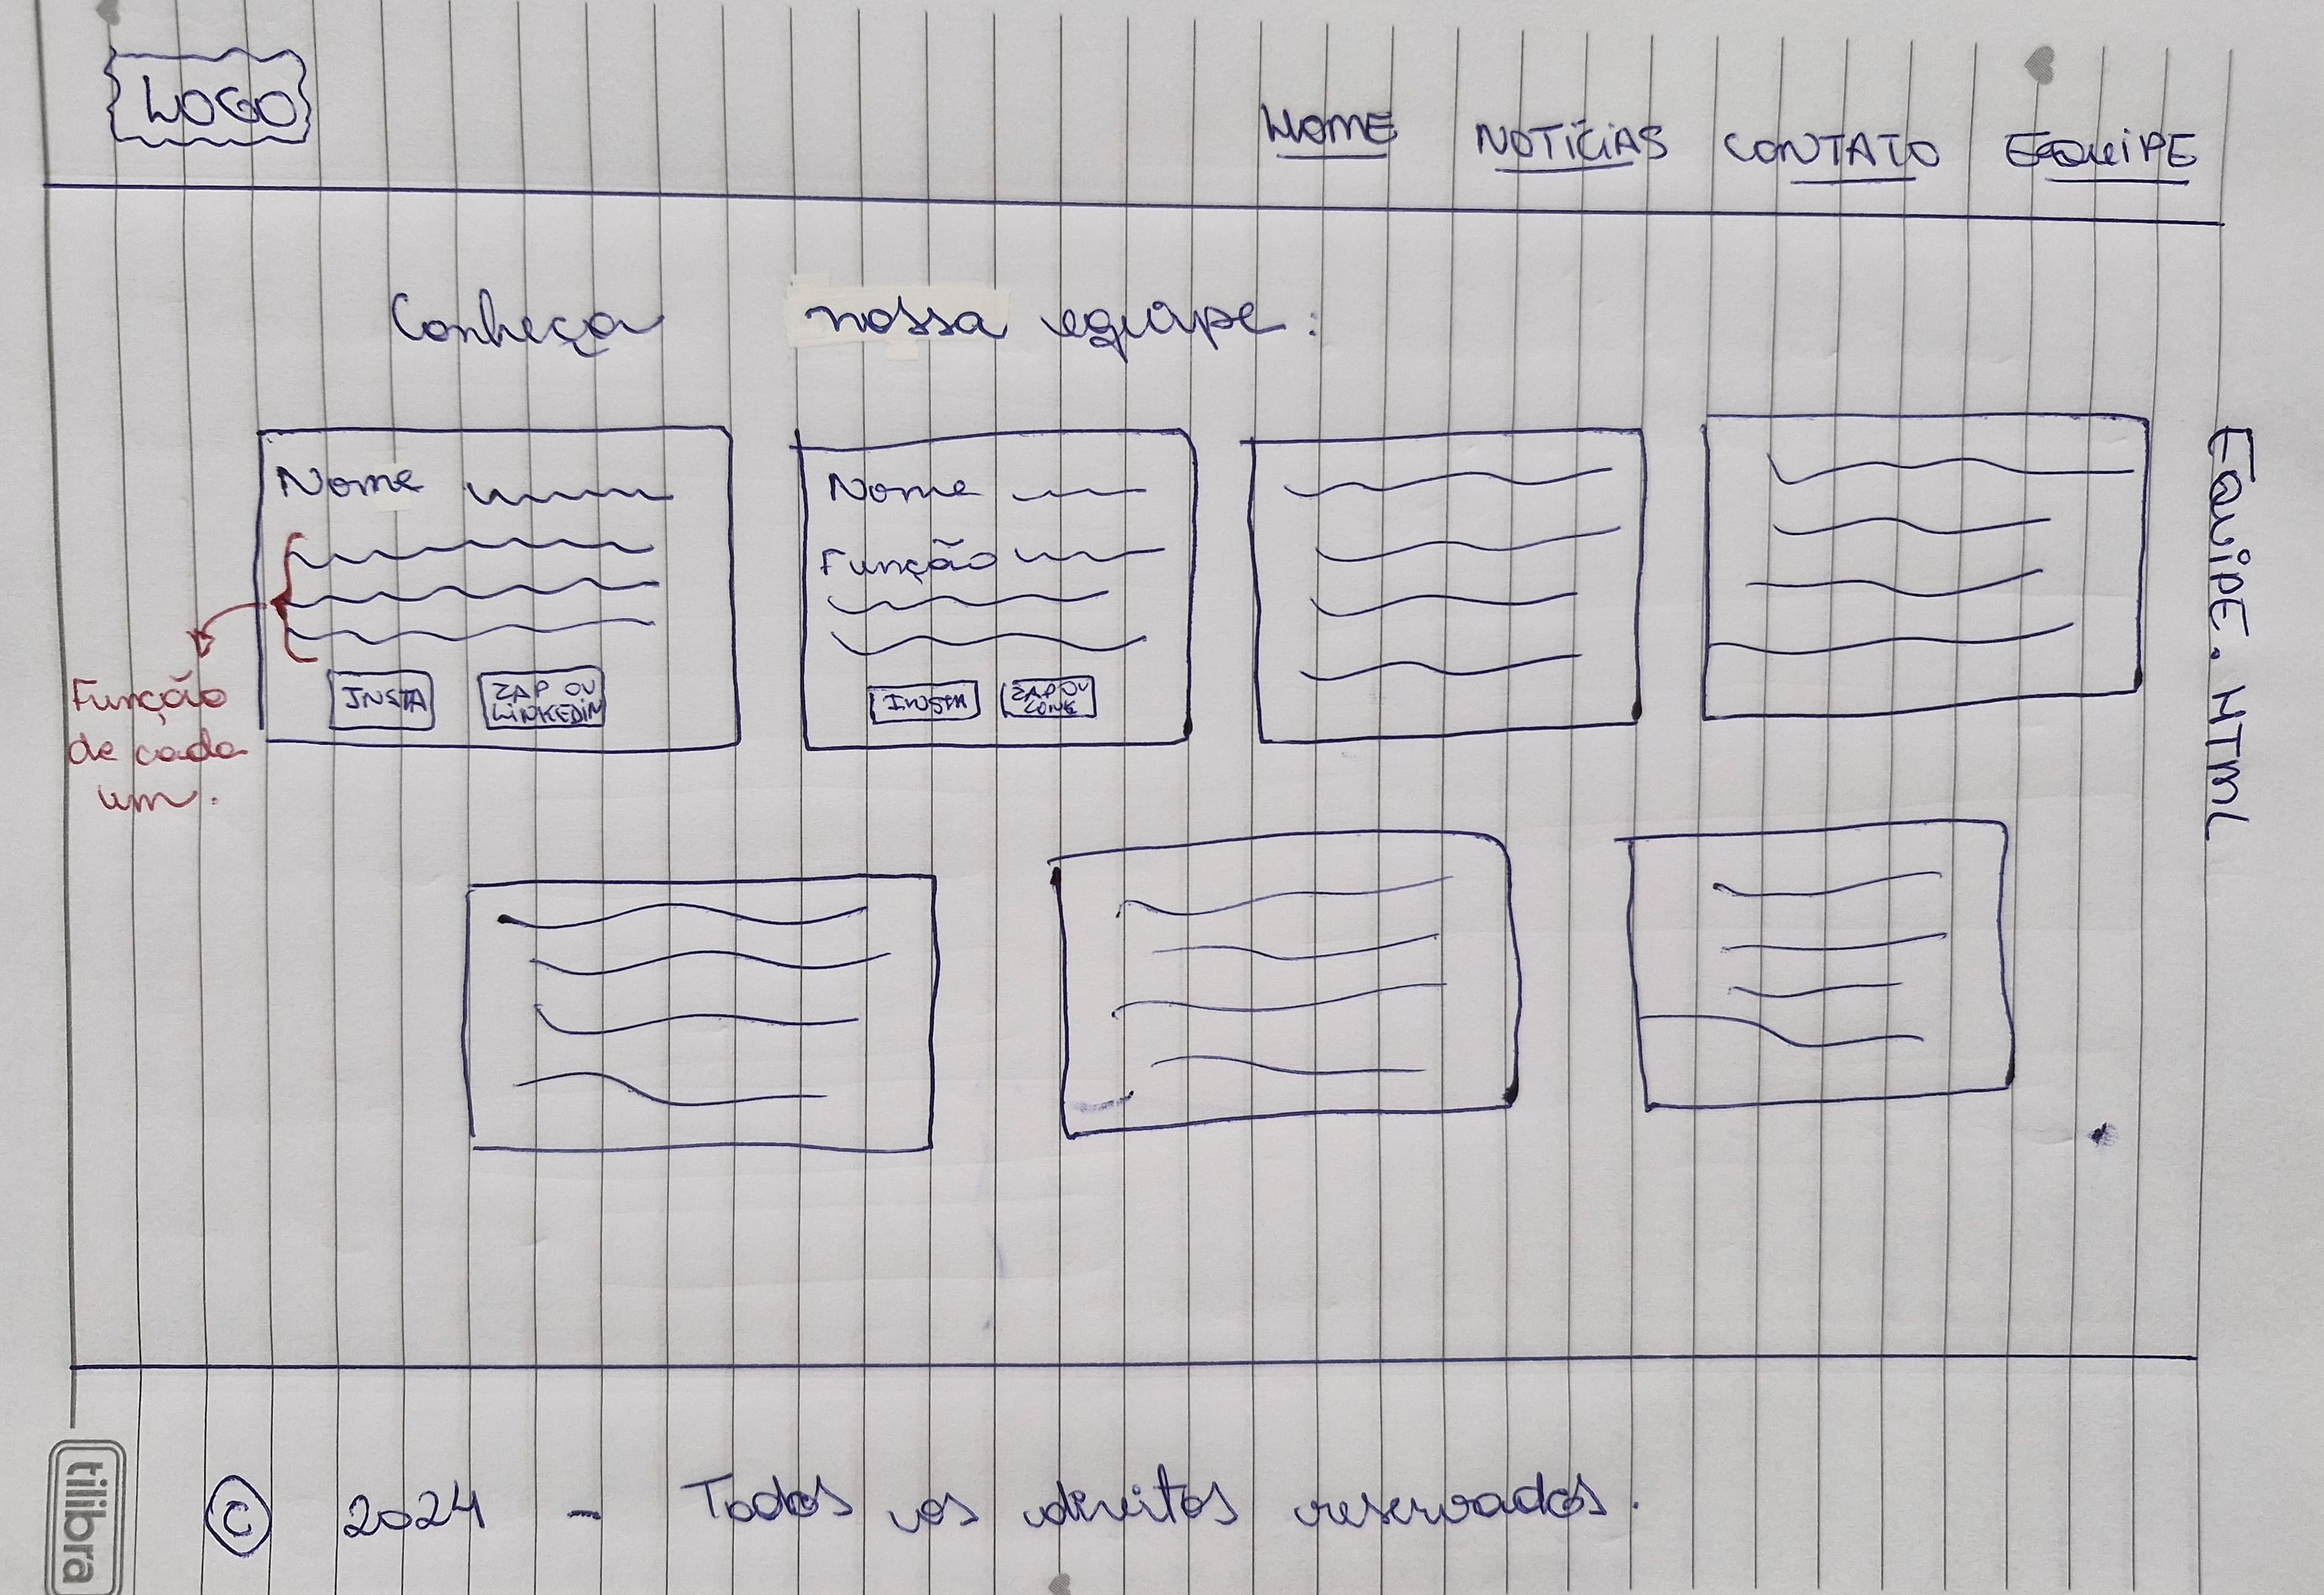 LOGO
HOME NOTÍCIAS CONTATO EQUIPE
Conheça nossa equipe:
Nome
INSTA
ZAP OU
LINKEDIN
Nome
Função
INSTA
ZAP OU
Função
de cada
um.
EQUIPE.HTML
© 2024 - Todos os direitos reservados.
tilibra